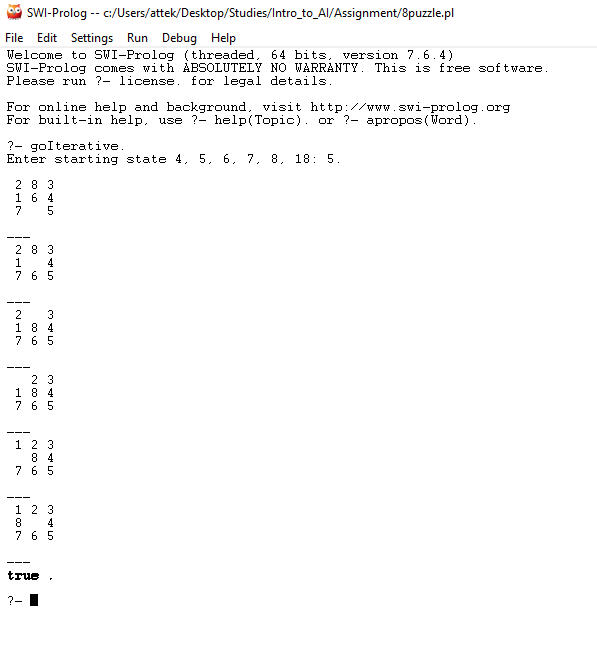 SWI-Prolog -- c:/Users/attek/Desktop/Studies/Intro_to_AI/Assignment/8puzzle.pl
File Edit Settings Run Debug Help
Welcome to SWI-Prolog (threaded, 64 bits, version 7.6.4)
SWI-Prolog comes with ABSOLUTELY NO WARRANTY. This is free software.
Please run ?- license. for legal details.
For online help and background, visit http://www.swi-prolog.org
For built-in help, use ?- help(Topic). or ?- apropos(Word).
?- goIterative.
Enter starting state 4, 5, 6, 7, 8, 18: 5.
2 8 3
1 6 4
7   5
---
2 8 3
1   4
7 6 5
---
2   3
1 8 4
7 6 5
---
  2 3
1 8 4
7 6 5
---
1 2 3
  8 4
7 6 5
---
1 2 3
8   4
7 6 5
---
true .
?-